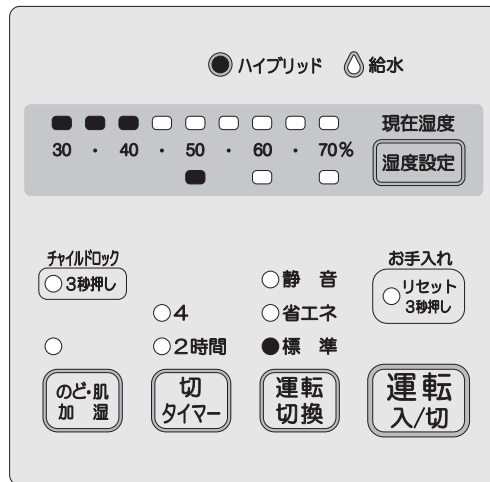 ハイブリッド 給水
現在湿度
30 ・ 40 ・ 50 ・ 60 ・ 70%
湿度設定
チャイルドロック
3秒押し
お手入れ
リセット
3秒押し
静 音
4 省エネ
2時間 標 準
のど・肌
加 湿
切
タイマー
運転
切換
運転
入/切